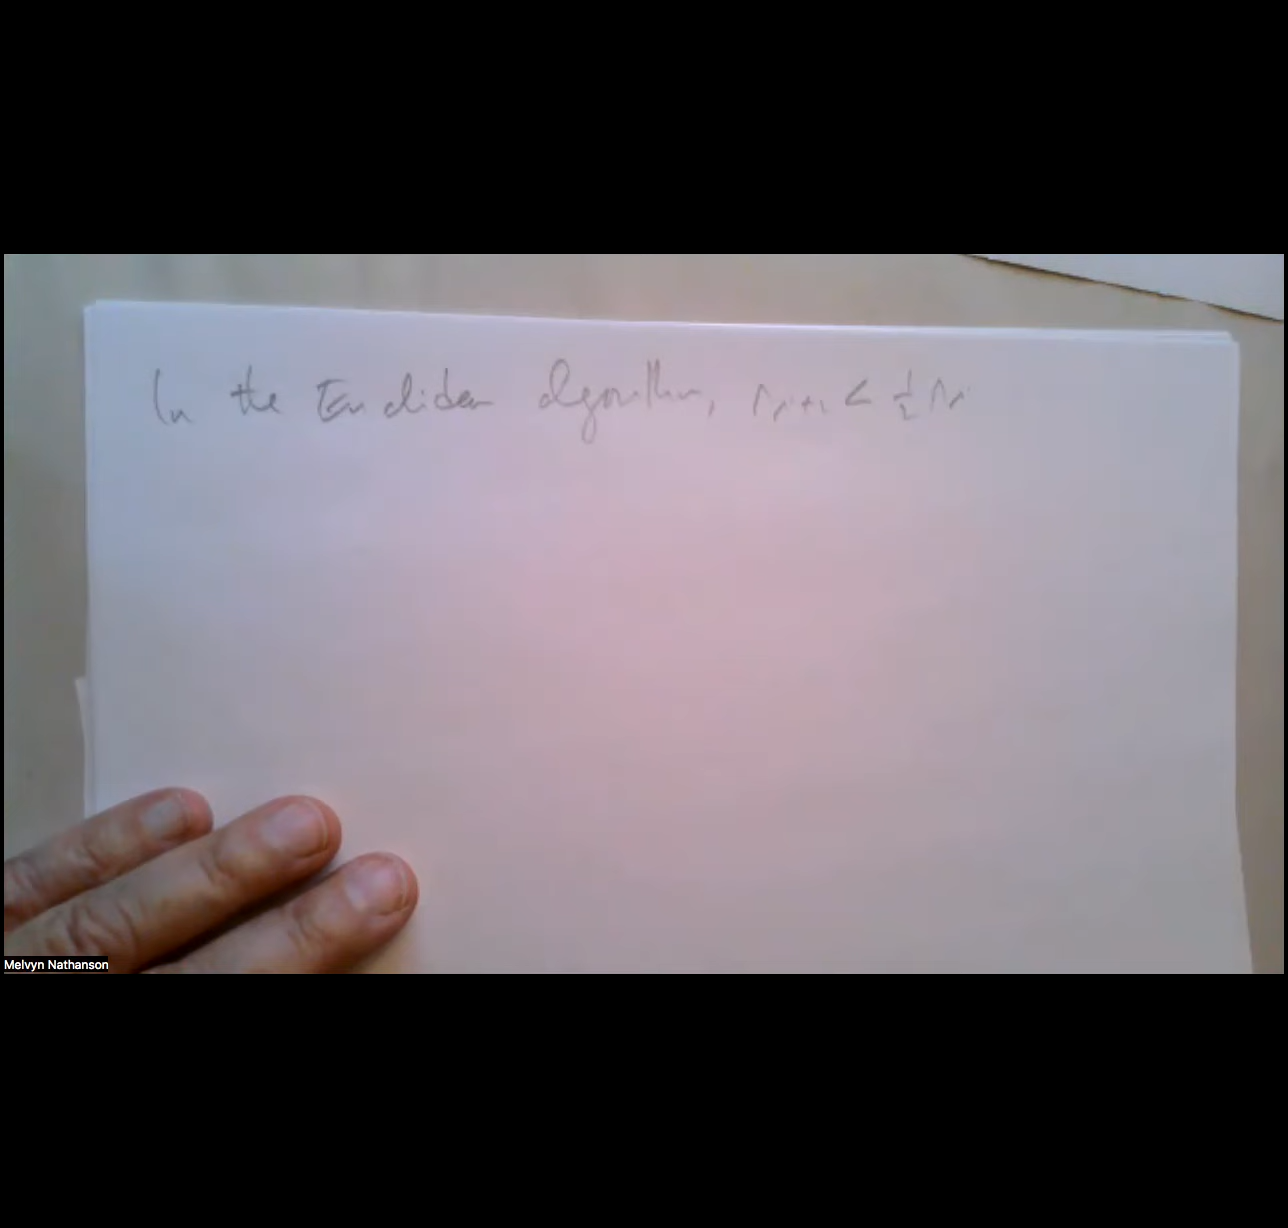 In the Euclidean algorithm, r_{i+1} < 1/2 r_i
Melvyn Nathanson